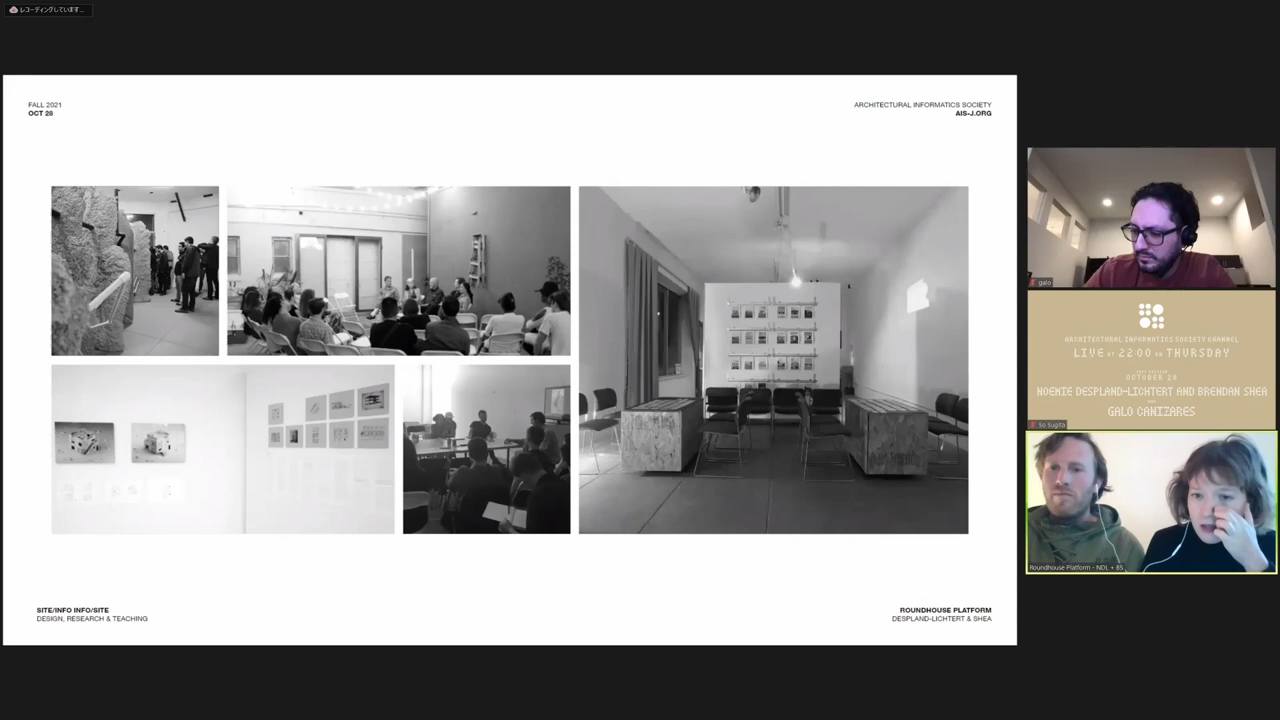 レコーディングしています...
FALL 2021
OCT 28
ARCHITECTURAL INFORMATICS SOCIETY
AIS-J.ORG
SITE/INFO INFO/SITE
DESIGN, RESEARCH & TEACHING
ROUNDHOUSE PLATFORM
DESPLAND-LICHTERT & SHEA
galo
ARCHITECTURAL INFORMATICS SOCIETY CHANNEL
LIVE AT 22:00 ON THURSDAY
OCTOBER 28
NOEMIE DESPLAND-LICHTERT AND BRENDAN SHEA
GALO CANIZARES
So Sugita
Roundhouse Platform - NDL + BS